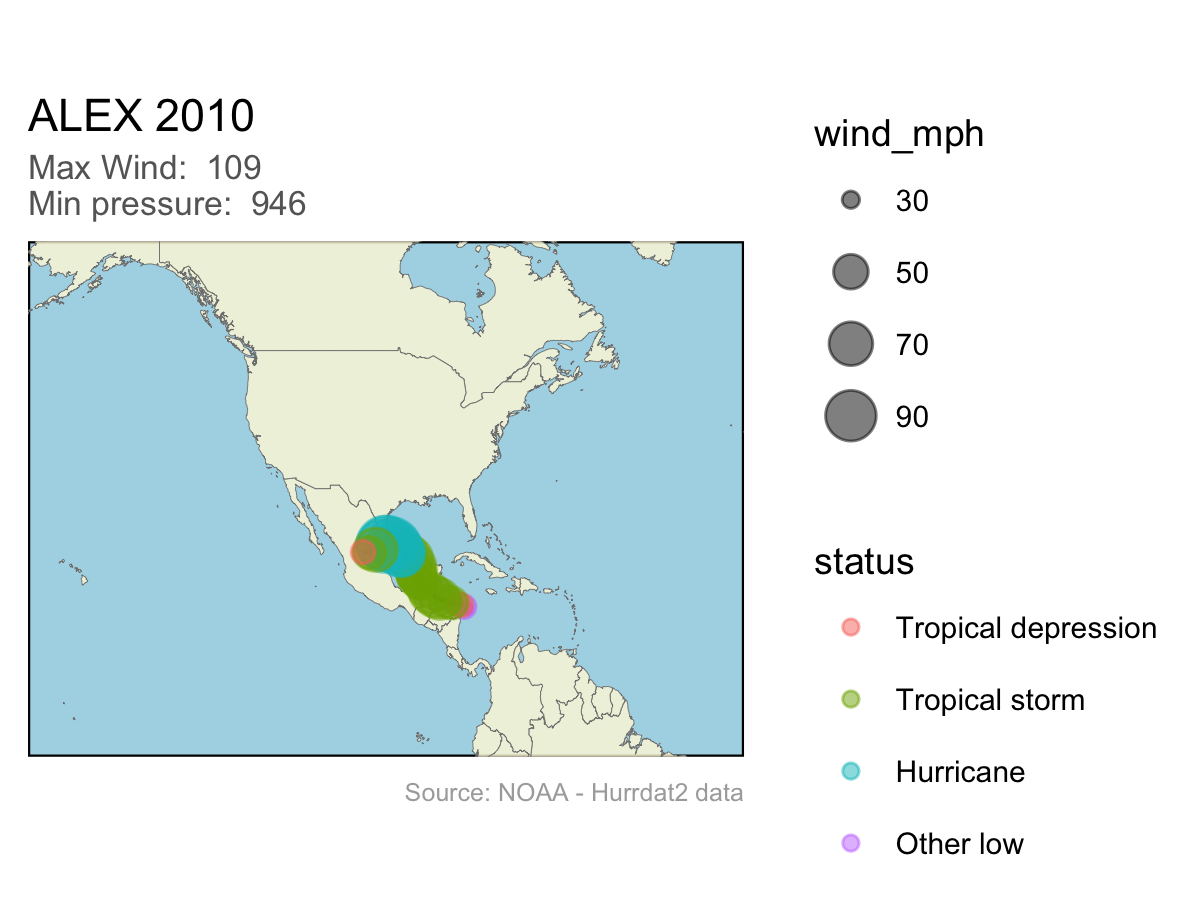 ALEX 2010
Max Wind:  109
Min pressure:  946
wind_mph
30
50
70
90
status
Tropical depression
Tropical storm
Hurricane
Other low
Source: NOAA - Hurrdat2 data